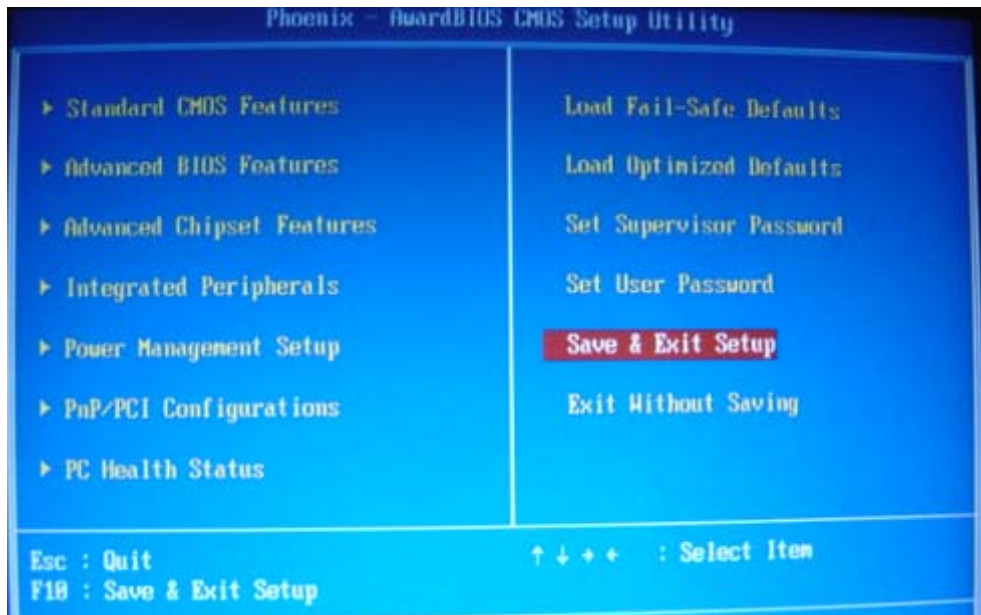 Phoenix - AwardBIOS CMOS Setup Utility
▸ Standard CMOS Features
▸ Advanced BIOS Features
▸ Advanced Chipset Features
▸ Integrated Peripherals
▸ Power Management Setup
▸ PnP/PCI Configurations
▸ PC Health Status
Load Fail-Safe Defaults
Load Optimized Defaults
Set Supervisor Password
Set User Password
Save & Exit Setup
Exit Without Saving
Esc : Quit
F10 : Save & Exit Setup
↑ ↓ → ← : Select Item